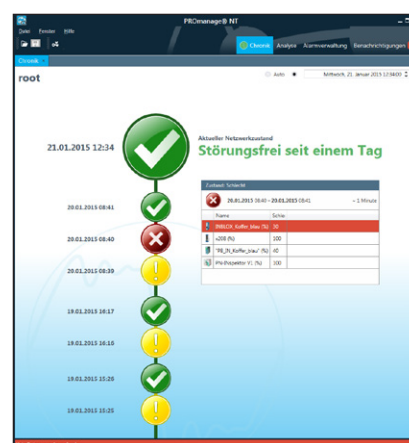 PROmanage® NT
Datei Fenster Hilfe
Chronik Analyse Alarmverwaltung Benachrichtigungen
Chronik
root
Auto
Mittwoch, 21. Januar 2015 12:34:00
21.01.2015 12:34
Aktueller Netzwerkzustand
Störungsfrei seit einem Tag
20.01.2015 08:41
Zustand: Schlecht
20.01.2015 08:40 - 20.01.2015 08:41 ~ 1 Minute
Name
20.01.2015 08:40
100
40
100
20.01.2015 08:39
19.01.2015 16:17
19.01.2015 16:10
19.01.2015 15:26
19.01.2015 15:25